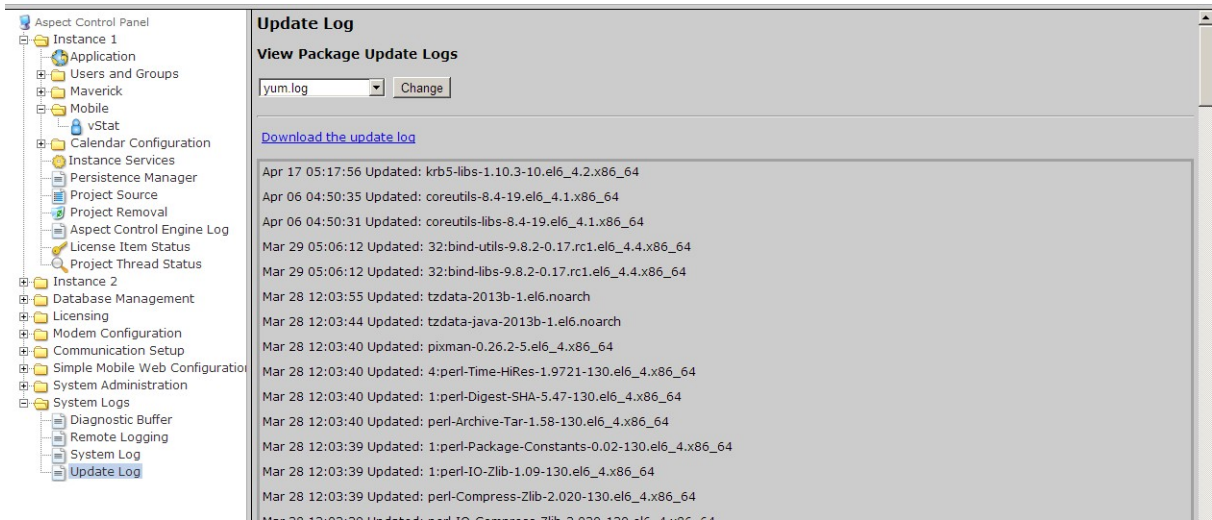 Aspect Control Panel
Instance 1
Application
Users and Groups
Maverick
Mobile
vStat
Calendar Configuration
Instance Services
Persistence Manager
Project Source
Project Removal
Aspect Control Engine Log
License Item Status
Project Thread Status
Instance 2
Database Management
Licensing
Modem Configuration
Communication Setup
Simple Mobile Web Configuration
System Administration
System Logs
Diagnostic Buffer
Remote Logging
System Log
Update Log
Update Log
View Package Update Logs
yum.log
Change
Download the update log
Apr 17 05:17:56 Updated: krb5-libs-1.10.3-10.el6_4.2.x86_64
Apr 06 04:50:35 Updated: coreutils-8.4-19.el6_4.1.x86_64
Apr 06 04:50:31 Updated: coreutils-libs-8.4-19.el6_4.1.x86_64
Mar 29 05:06:12 Updated: 32:bind-utils-9.8.2-0.17.rc1.el6_4.4.x86_64
Mar 29 05:06:12 Updated: 32:bind-libs-9.8.2-0.17.rc1.el6_4.4.x86_64
Mar 28 12:03:55 Updated: tzdata-2013b-1.el6.noarch
Mar 28 12:03:44 Updated: tzdata-java-2013b-1.el6.noarch
Mar 28 12:03:40 Updated: pixman-0.26.2-5.el6_4.x86_64
Mar 28 12:03:40 Updated: 4:perl-Time-HiRes-1.9721-130.el6_4.x86_64
Mar 28 12:03:40 Updated: 1:perl-Digest-SHA-5.47-130.el6_4.x86_64
Mar 28 12:03:40 Updated: perl-Archive-Tar-1.58-130.el6_4.x86_64
Mar 28 12:03:39 Updated: 1:perl-Package-Constants-0.02-130.el6_4.x86_64
Mar 28 12:03:39 Updated: 1:perl-IO-Zlib-1.09-130.el6_4.x86_64
Mar 28 12:03:39 Updated: perl-Compress-Zlib-2.020-130.el6_4.x86_64